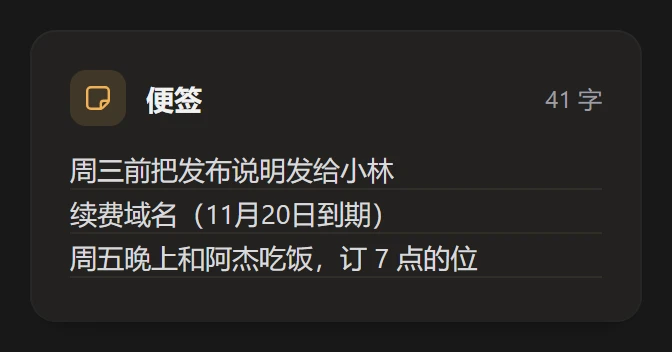 便签
41 字
周三前把发布说明发给小林
续费域名（11月20日到期）
周五晚上和阿杰吃饭，订 7 点的位